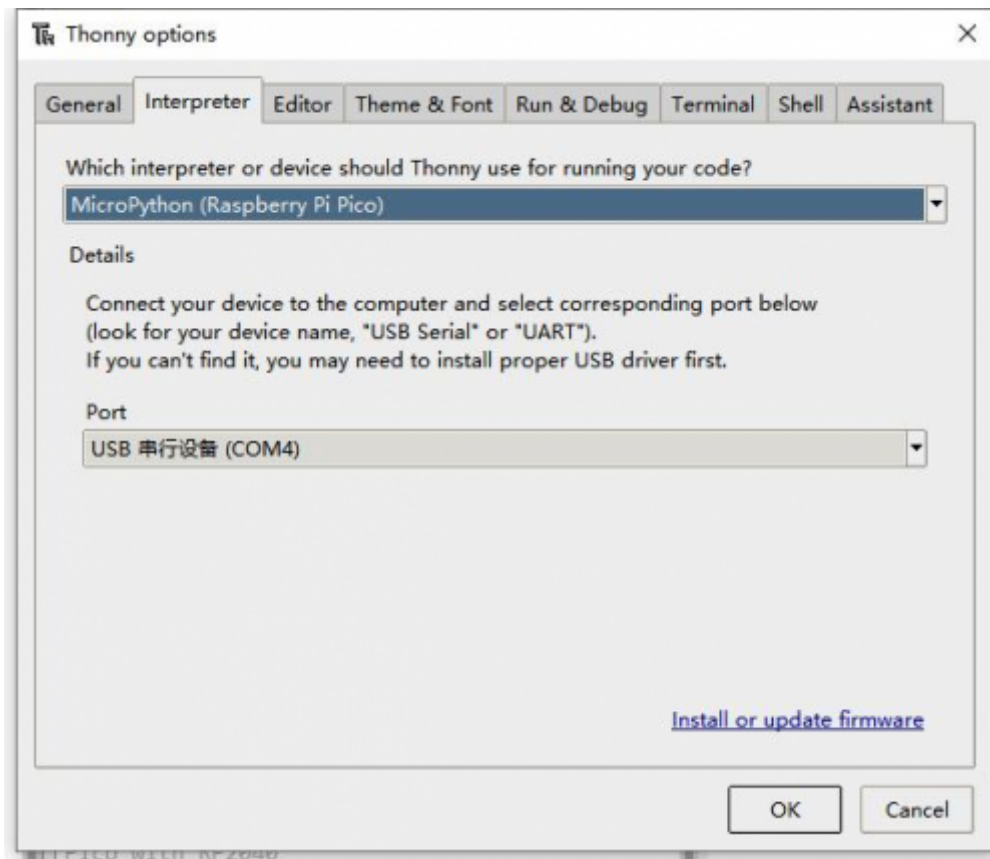 Thonny options
General Interpreter Editor Theme & Font Run & Debug Terminal Shell Assistant
Which interpreter or device should Thonny use for running your code?
MicroPython (Raspberry Pi Pico)
Details
Connect your device to the computer and select corresponding port below
(look for your device name, "USB Serial" or "UART").
If you can't find it, you may need to install proper USB driver first.
Port
USB 串行设备 (COM4)
Install or update firmware
OK Cancel
with RP2040